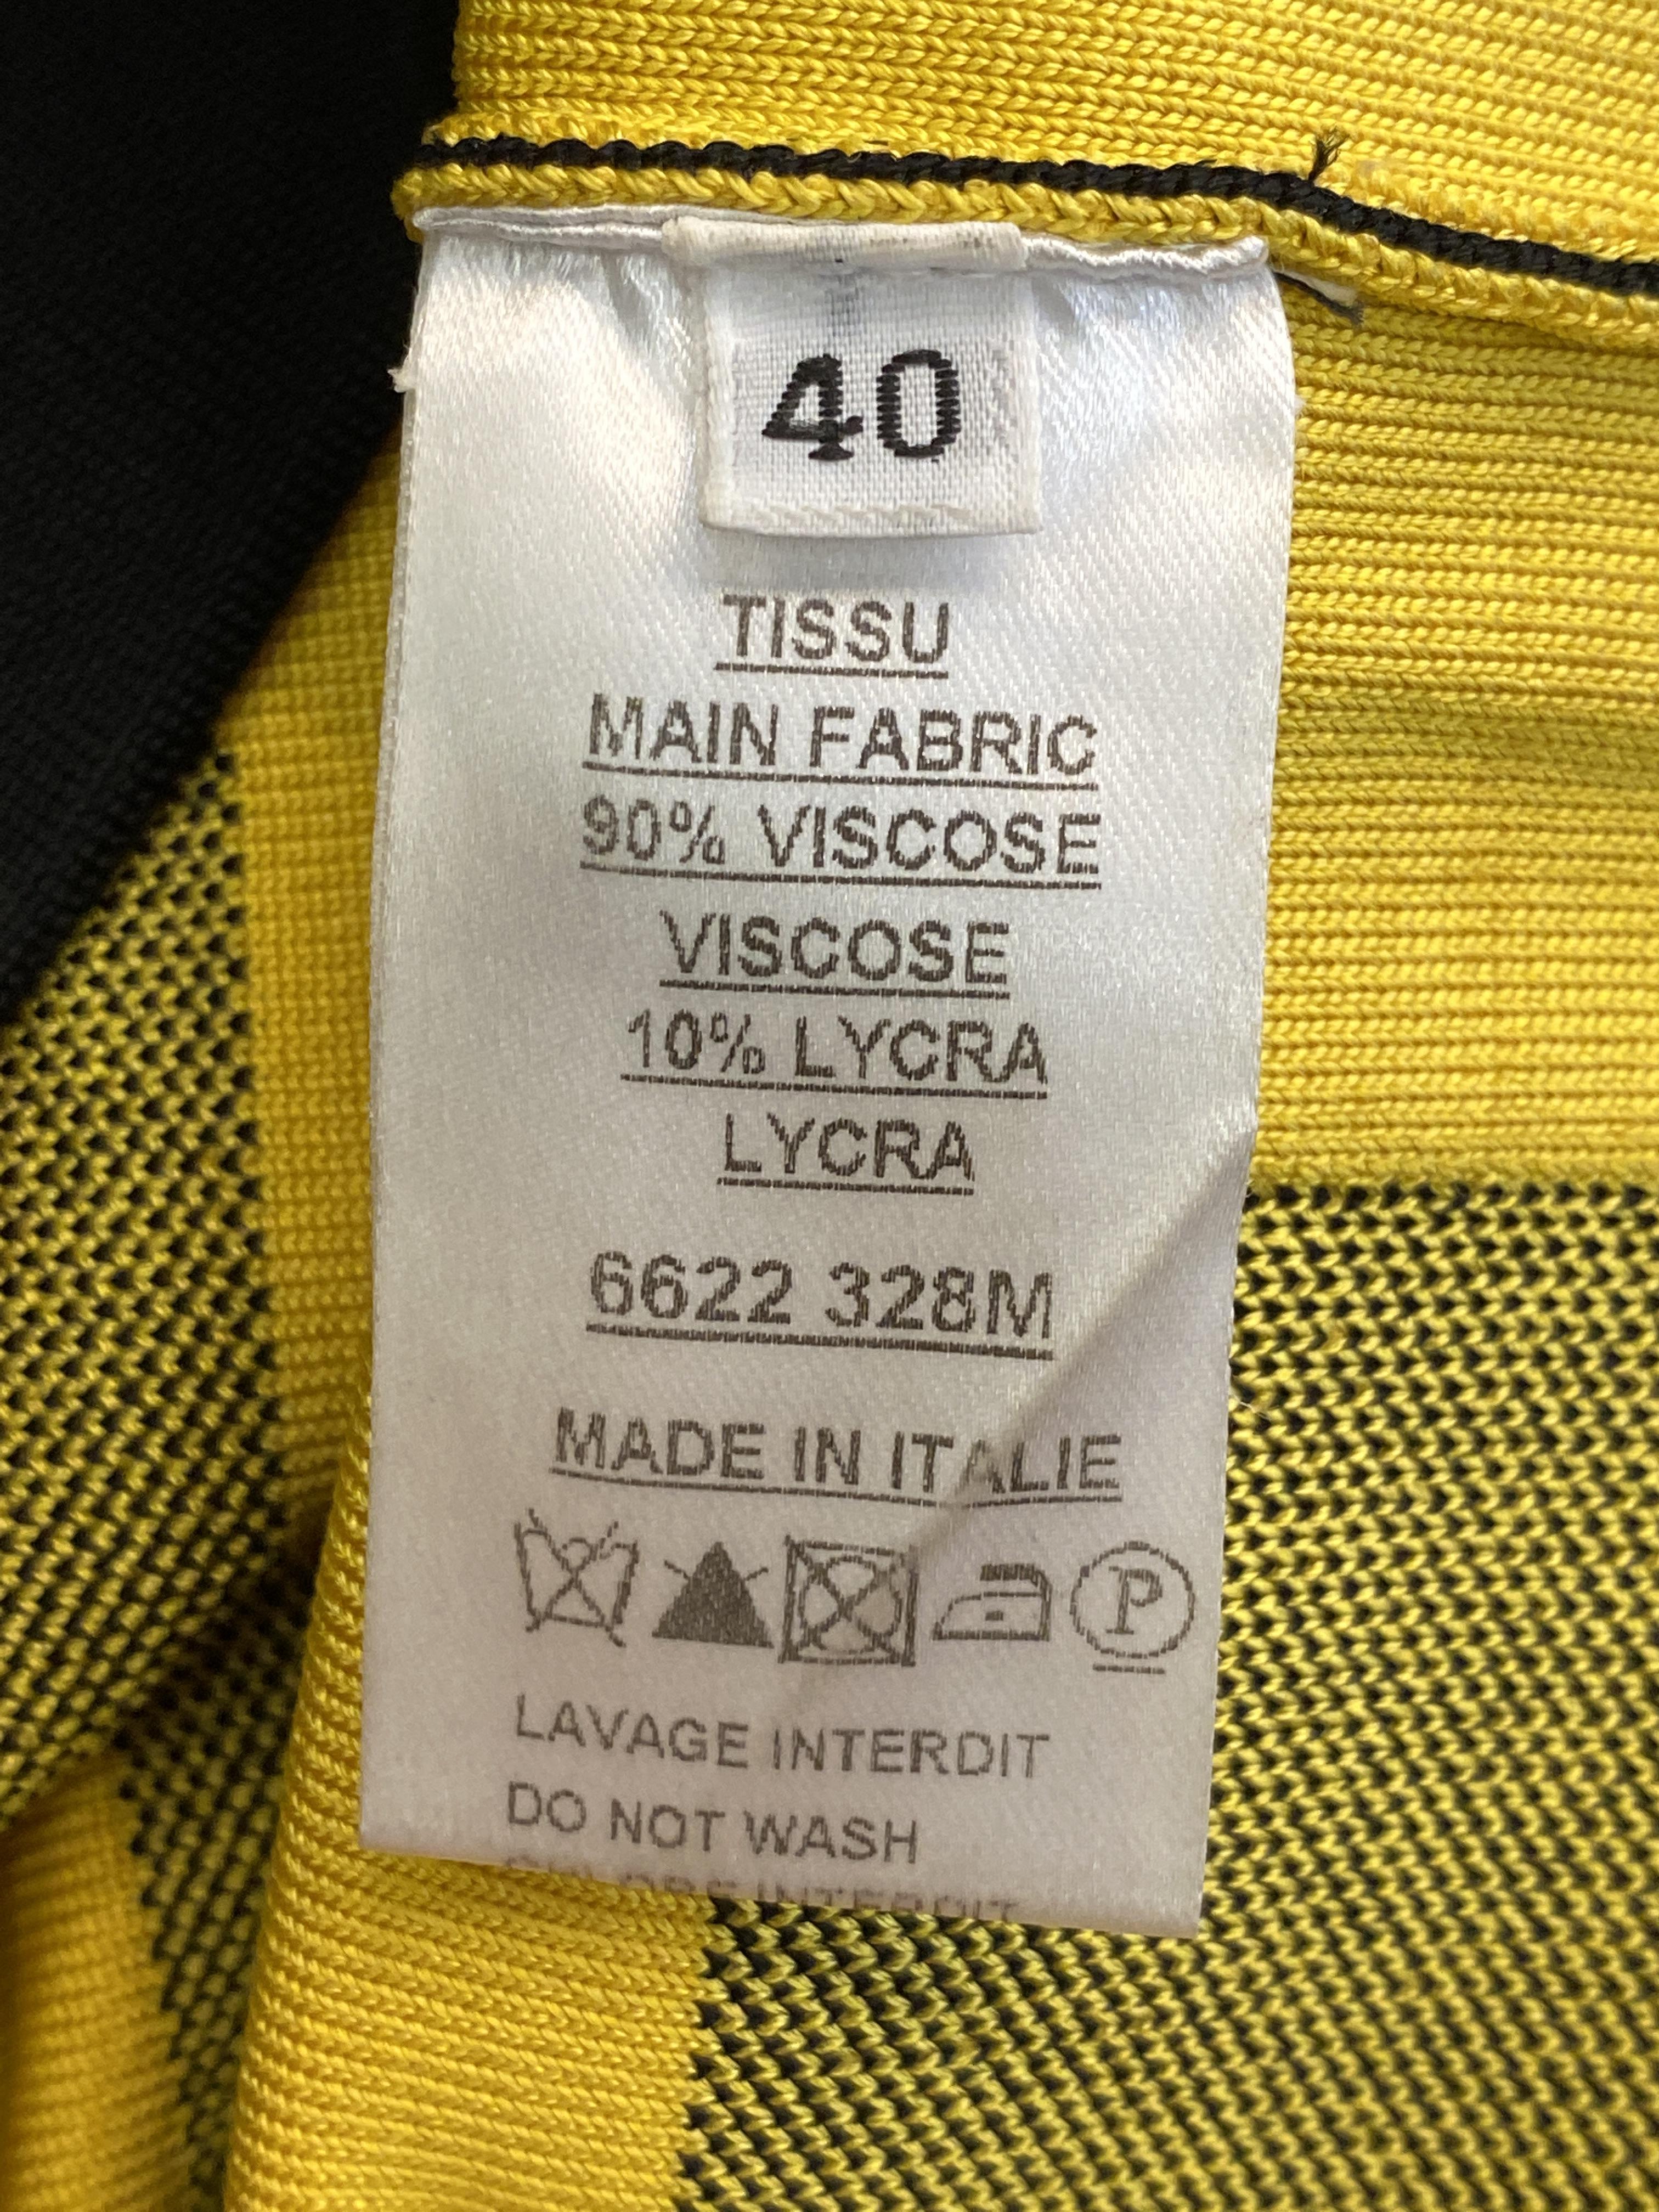 40
TISSU
MAIN FABRIC
90% VISCOSE
VISCOSE
10% LYCRA
LYCRA
6622 328M
MADE IN ITALIE
P
LAVAGE INTERDIT
DO NOT WASH
INTERDIT